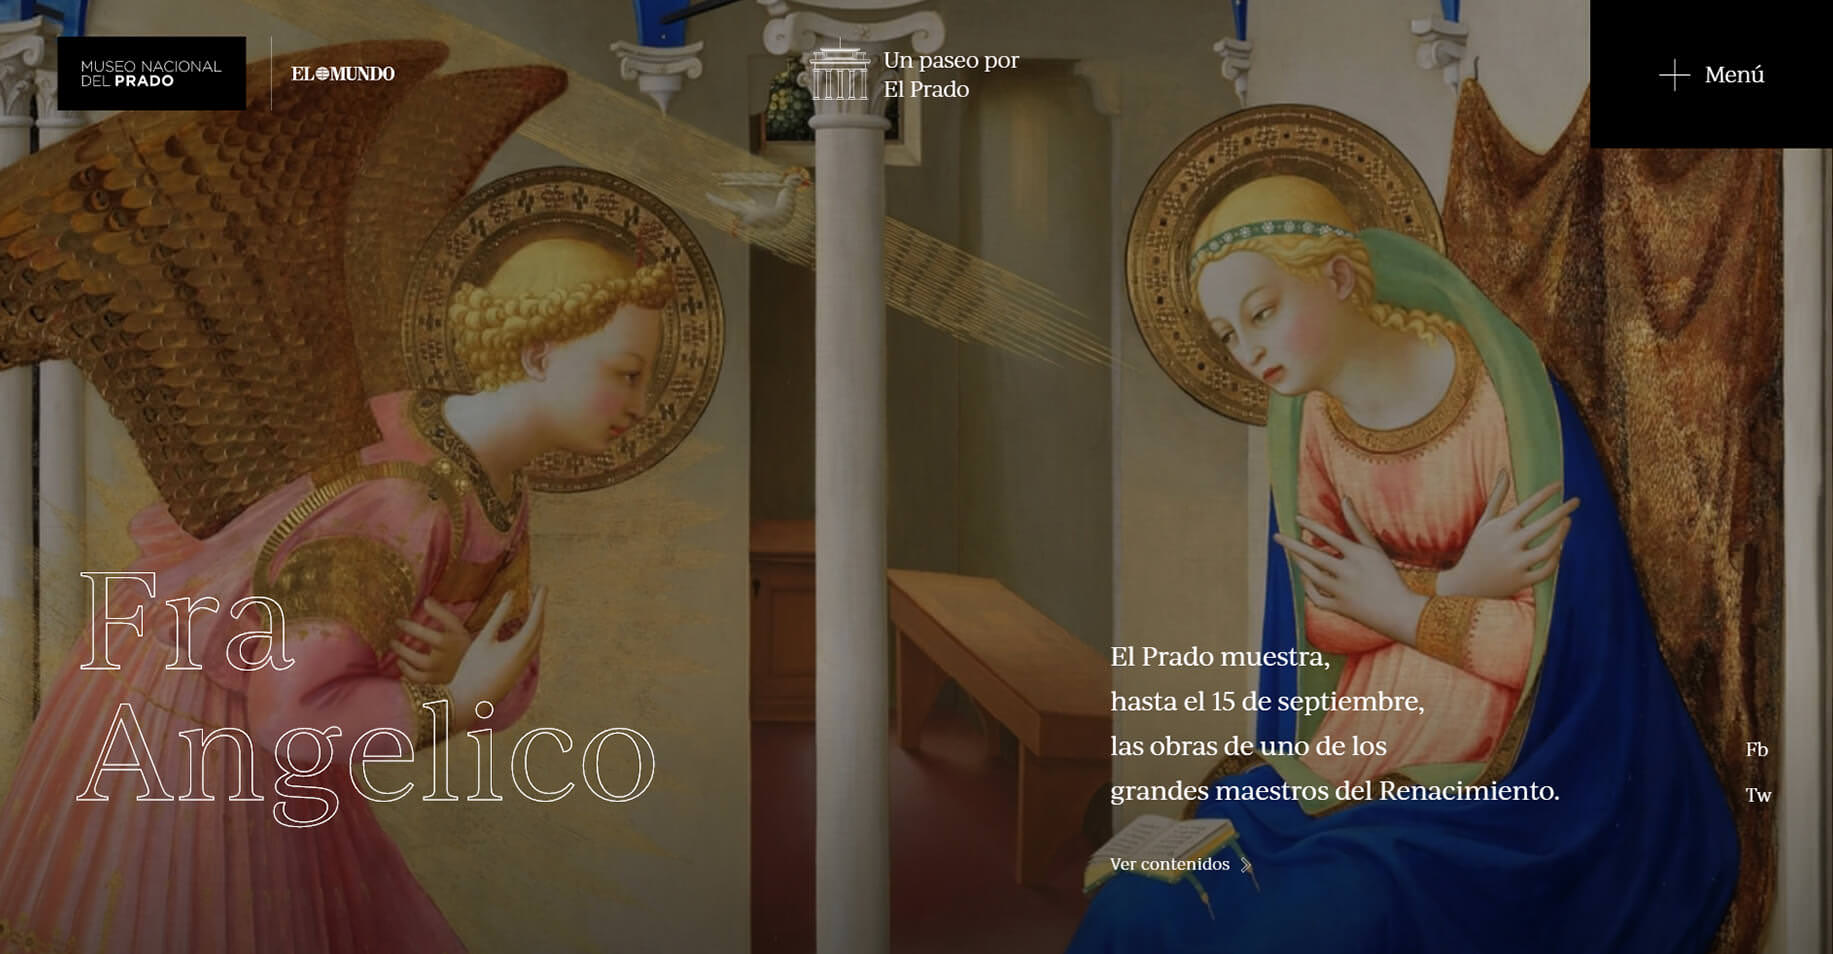 MUSEO NACIONAL
DEL PRADO
EL MUNDO
Un paseo por
El Prado
Menú
Fra
Angelico
El Prado muestra,
hasta el 15 de septiembre,
las obras de uno de los
grandes maestros del Renacimiento.
Ver contenidos
Fb
Tw